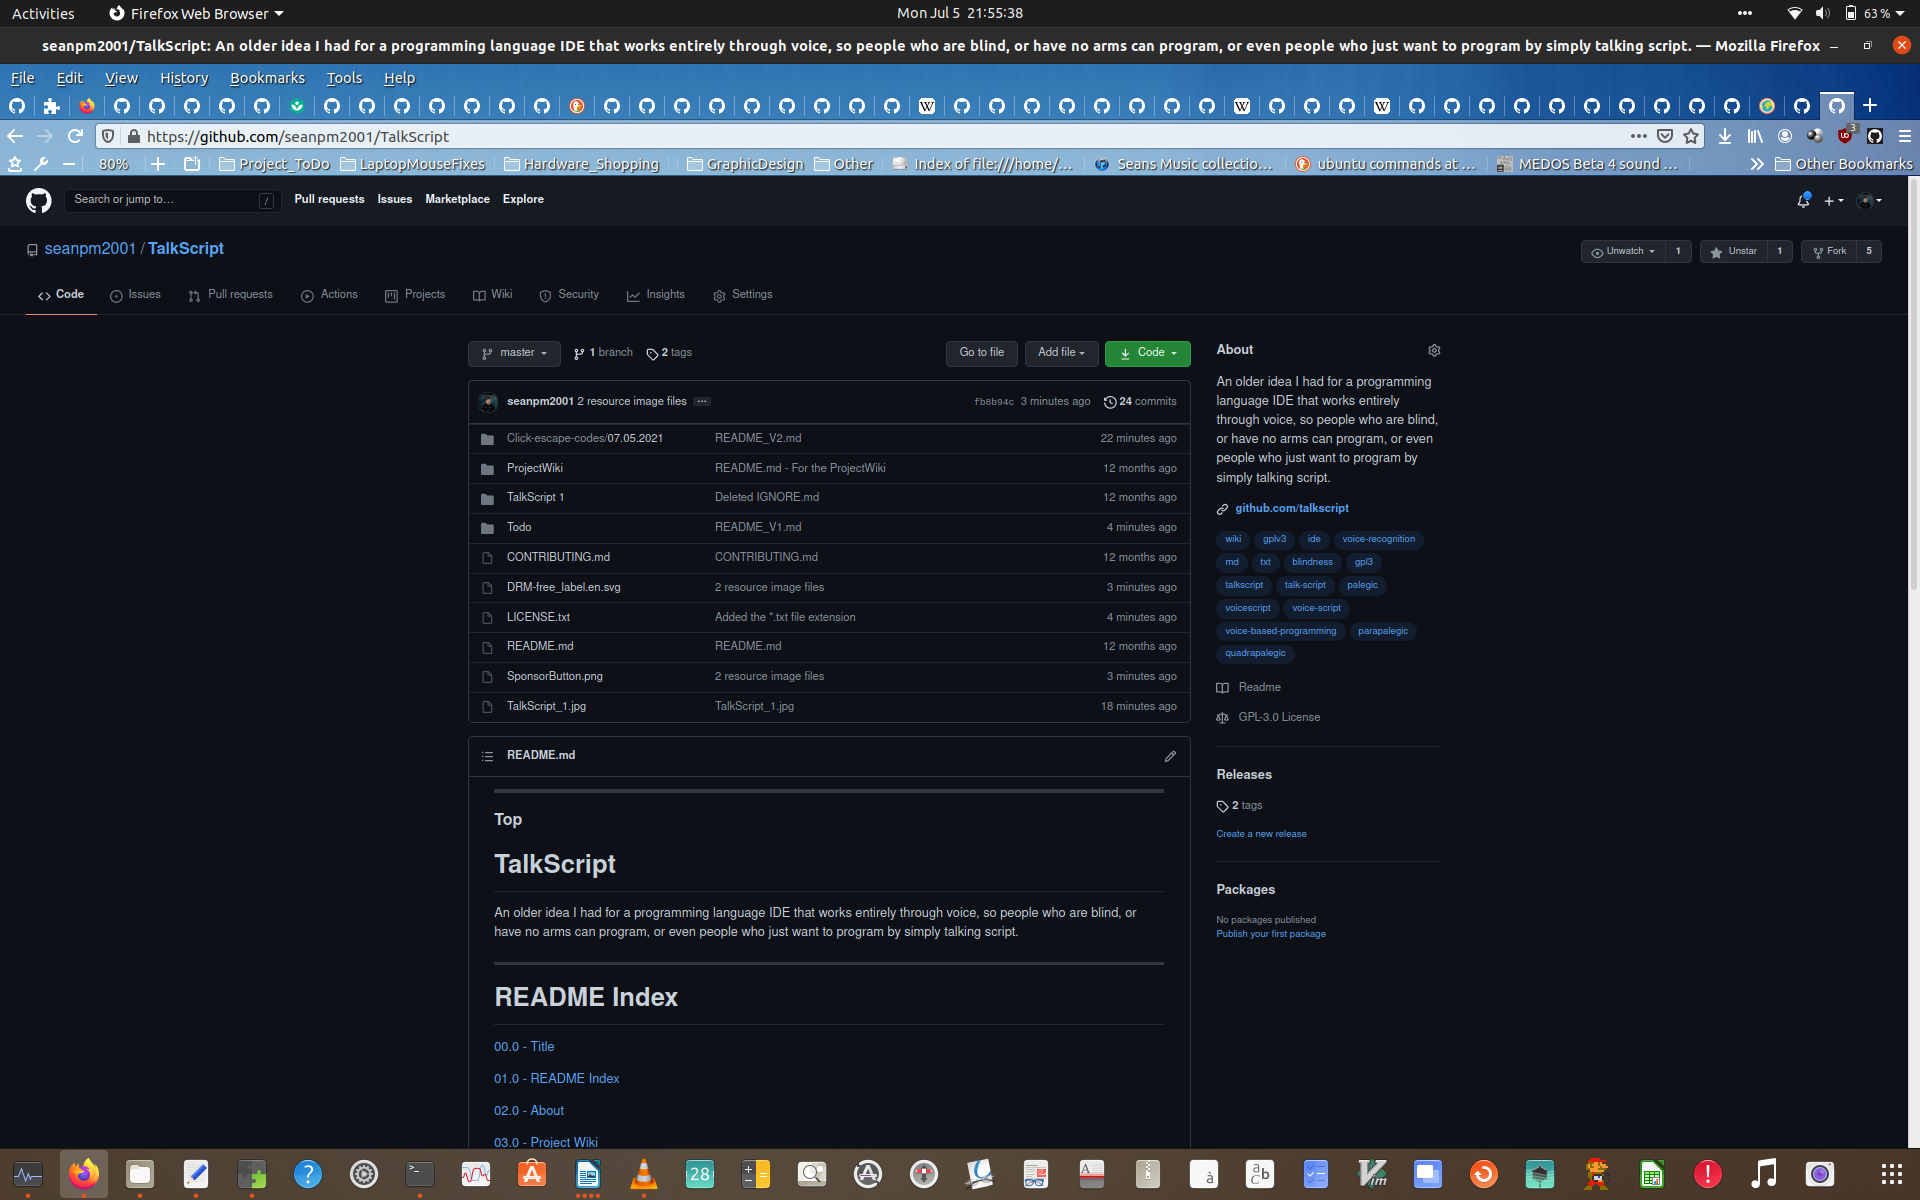 Activities Firefox Web Browser Mon Jul 5 21:55:38 63 %
seanpm2001/TalkScript: An older idea I had for a programming language IDE that works entirely through voice, so people who are blind, or have no arms can program, or even people who just want to program by simply talking script. — Mozilla Firefox
File Edit View History Bookmarks Tools Help
https://github.com/seanpm2001/TalkScript 3
80% Project_ToDo LaptopMouseFixes Hardware_Shopping GraphicDesign Other Index of file:///home/... Seans Music collectio... ubuntu commands at ... MEDOS Beta 4 sound ... Other Bookmarks
Search or jump to... / Pull requests Issues Marketplace Explore
seanpm2001 / TalkScript Unwatch 1 Unstar 1 Fork 5
Code Issues Pull requests Actions Projects Wiki Security Insights Settings
master 1 branch 2 tags Go to file Add file Code
seanpm2001 2 resource image files ... fb8b94c 3 minutes ago 24 commits
Click-escape-codes/07.05.2021 README_V2.md 22 minutes ago
ProjectWiki README.md - For the ProjectWiki 12 months ago
TalkScript 1 Deleted IGNORE.md 12 months ago
Todo README_V1.md 4 minutes ago
CONTRIBUTING.md CONTRIBUTING.md 12 months ago
DRM-free_label.en.svg 2 resource image files 3 minutes ago
LICENSE.txt Added the *.txt file extension 4 minutes ago
README.md README.md 12 months ago
SponsorButton.png 2 resource image files 3 minutes ago
TalkScript_1.jpg TalkScript_1.jpg 18 minutes ago
README.md
Top
TalkScript
An older idea I had for a programming language IDE that works entirely through voice, so people who are blind, or
have no arms can program, or even people who just want to program by simply talking script.
README Index
00.0 - Title
01.0 - README Index
02.0 - About
03.0 - Project Wiki
About
An older idea I had for a programming
language IDE that works entirely
through voice, so people who are blind,
or have no arms can program, or even
people who just want to program by
simply talking script.
github.com/talkscript
wiki gplv3 ide voice-recognition
md txt blindness gpl3
talkscript talk-script palegic
voicescript voice-script
voice-based-programming parapalegic
quadrapalegic
Readme
GPL-3.0 License
Releases
2 tags
Create a new release
Packages
No packages published
Publish your first package
28